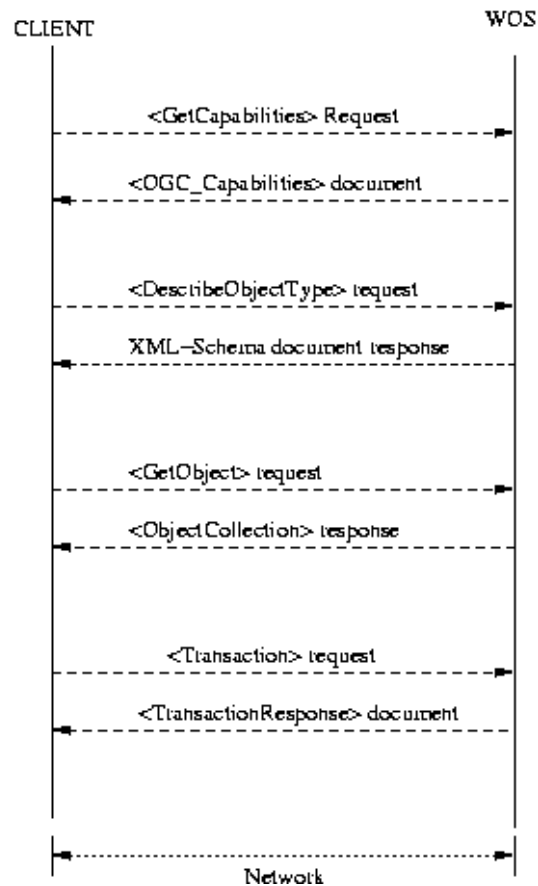 CLIENT
WOS
<GetCapabilities> Request
<OGC_Capabilities> document
<DescribeObjectType> request
XML-Schema document response
<GetObject> request
<ObjectCollection> response
<Transaction> request
<TransactionResponse> document
Network